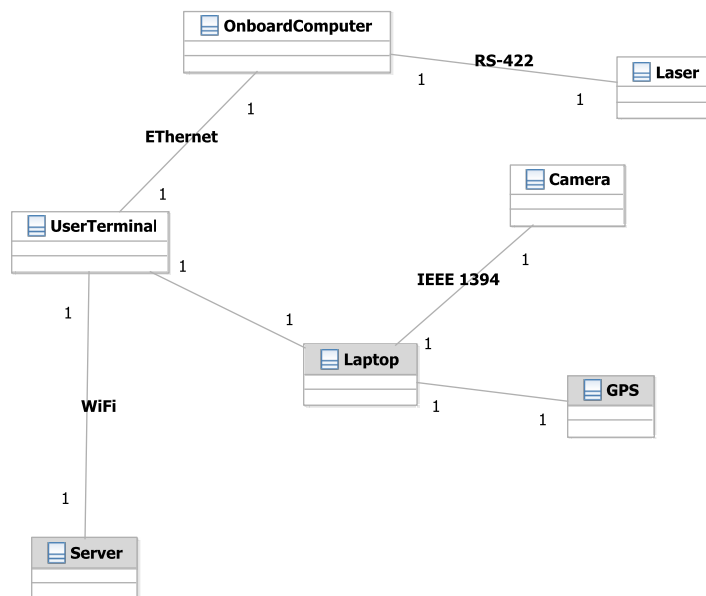 OnboardComputer
RS-422
Laser
1
1
1
EThernet
Camera
1
UserTerminal
1
1
IEEE 1394
1
1
1
Laptop
GPS
WiFi
1
1
1
Server